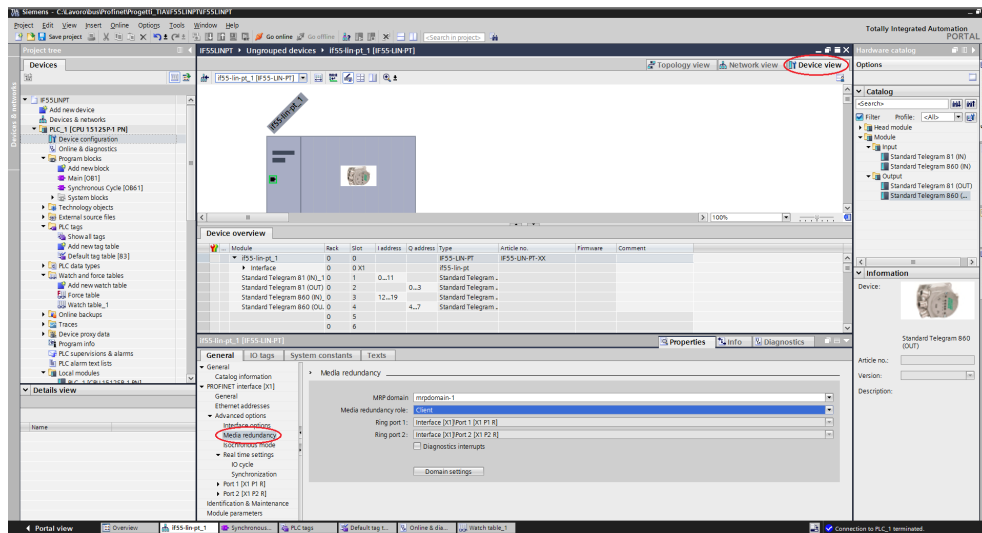 Siemens - C:\Lavoro\bus\Profinet\Progetti_TIA\IF55LINPT\IF55LINPT
Project Edit View Insert Online Options Tools Window Help
Totally Integrated Automation
PORTAL
Save project
Go online
Go offline
<Search in project>
Project tree
IF55LINPT ▸ Ungrouped devices ▸ if55-lin-pt_1 [IF55-LIN-PT]
Hardware catalog
Devices
Topology view
Network view
Device view
Options
if55-lin-pt_1 [IF55-LIN-PT]
Devices & networks
IF55LINPT
Add new device
Devices & networks
PLC_1 [CPU 1512SP-1 PN]
Device configuration
Online & diagnostics
Program blocks
Add new block
Main [OB1]
Synchronous Cycle [OB61]
System blocks
Technology objects
External source files
PLC tags
Show all tags
Add new tag table
Default tag table [83]
PLC data types
Watch and force tables
Add new watch table
Force table
Watch table_1
Online backups
Traces
Device proxy data
Program info
PLC supervisions & alarms
PLC alarm text lists
Local modules
PLC_1 [CPU 1512SP-1 PN]
Details view
Name
if55-lin-pt_1
100%
Device overview
... Module Rack Slot I address Q address Type Article no. Firmware Comment
if55-lin-pt_1 0 0 IF55-LIN-PT IF55-LIN-PT-XX
Interface 0 0 X1 if55-lin-pt
Standard Telegram 81 (IN)_1 0 1 0...11 Standard Telegram ..
Standard Telegram 81 (OUT) 0 2 0...3 Standard Telegram ..
Standard Telegram 860 (IN)_ 0 3 12...19 Standard Telegram ..
Standard Telegram 860 (OU.. 0 4 4...7 Standard Telegram ..
0 5
0 6
if55-lin-pt_1 [IF55-LIN-PT]
Properties
Info
Diagnostics
General IO tags System constants Texts
General
Catalog information
PROFINET interface [X1]
General
Ethernet addresses
Advanced options
Interface options
Media redundancy
Isochronous mode
Real time settings
IO cycle
Synchronization
Port 1 [X1 P1 R]
Port 2 [X1 P2 R]
Identification & Maintenance
Module parameters
Media redundancy
MRP domain mrpdomain-1
Media redundancy role: Client
Ring port 1: Interface [X1]\Port 1 [X1 P1 R]
Ring port 2: Interface [X1]\Port 2 [X1 P2 R]
Diagnostics interrupts
Domain settings
Catalog
<Search>
Filter Profile: <All>
Head module
Module
Input
Standard Telegram 81 (IN)
Standard Telegram 860 (IN)
Output
Standard Telegram 81 (OUT)
Standard Telegram 860 (...
Information
Device:
Standard Telegram 860
(OUT)
Article no.:
Version:
Description:
Portal view
Overview
if55-lin-pt_1
Synchronous...
PLC tags
Default tag t...
Online & dia...
Watch table_1
Connection to PLC_1 terminated.